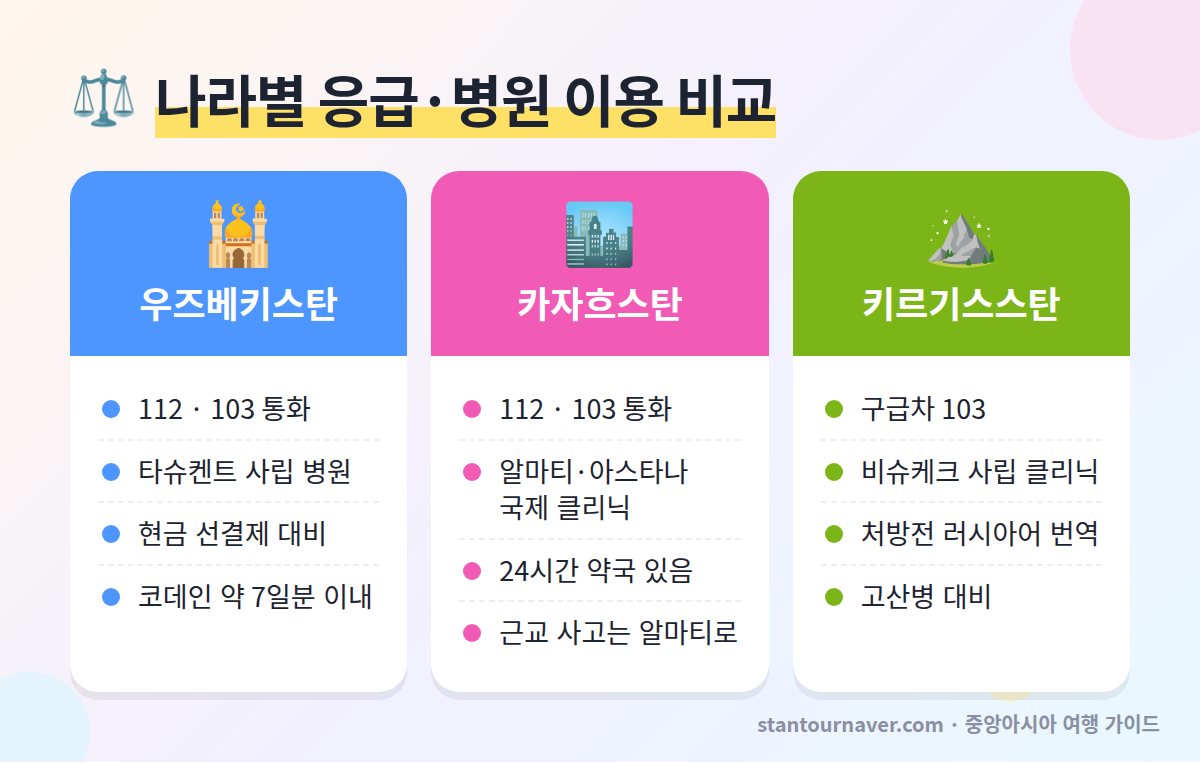 나라별 응급·병원 이용 비교
우즈베키스탄
112 · 103 통화
타슈켄트 사립 병원
현금 선결제 대비
코데인 약 7일분 이내
카자흐스탄
112 · 103 통화
알마티·아스타나
국제 클리닉
24시간 약국 있음
근교 사고는 알마티로
키르기스스탄
구급차 103
비슈케크 사립 클리닉
처방전 러시아어 번역
고산병 대비
stantournaver.com · 중앙아시아 여행 가이드